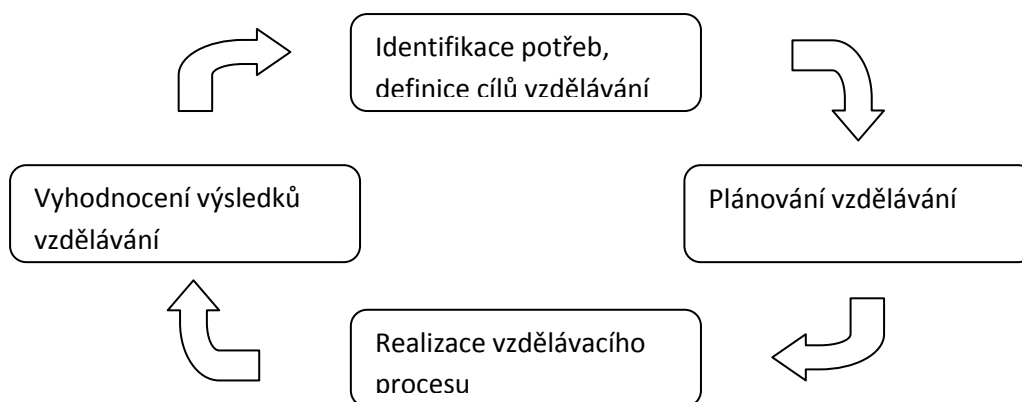 Identifikace potřeb,
definice cílů vzdělávání
Plánování vzdělávání
Realizace vzdělávacího
procesu
Vyhodnocení výsledků
vzdělávání